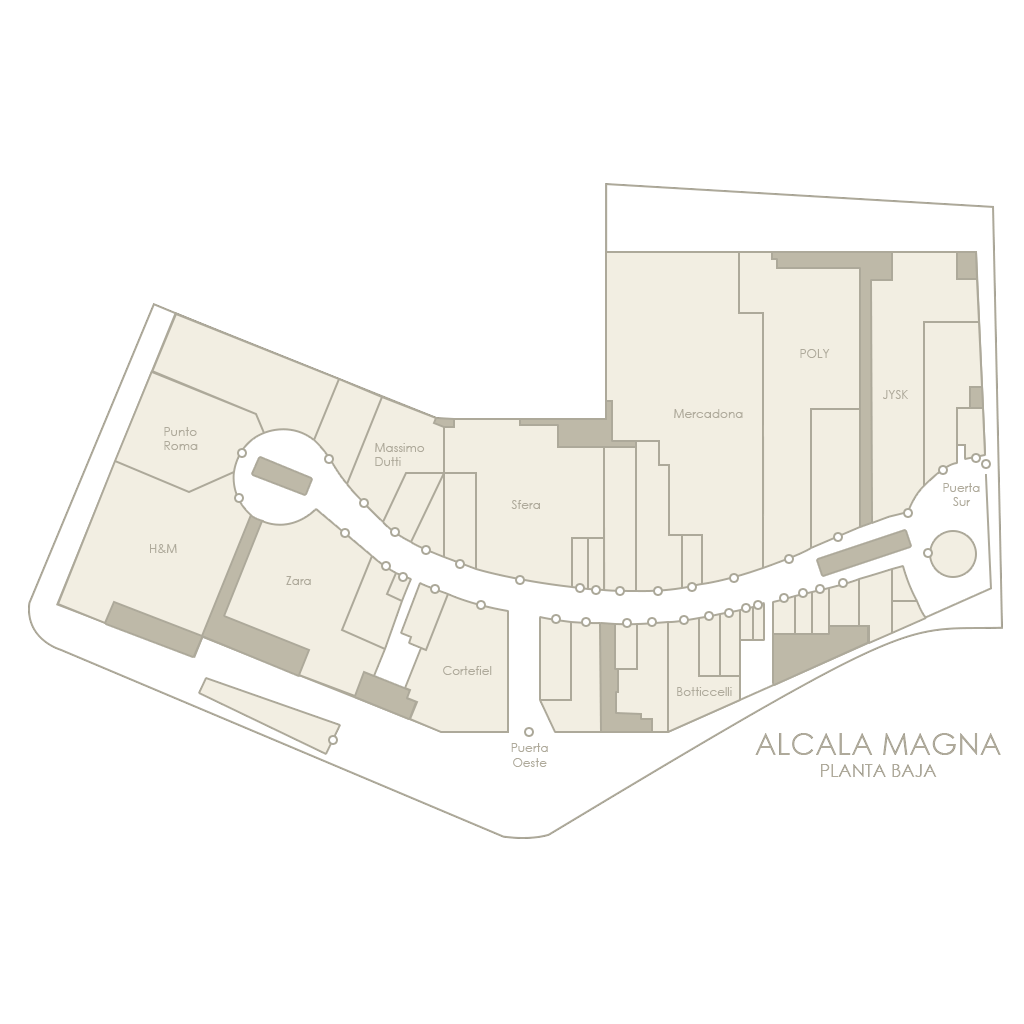 POLY
JYSK
Mercadona
Punto
Roma
Massimo
Dutti
Puerta
Sur
Sfera
H&M
Zara
Cortefiel
Botticcelli
Puerta
Oeste
ALCALA MAGNA
PLANTA BAJA